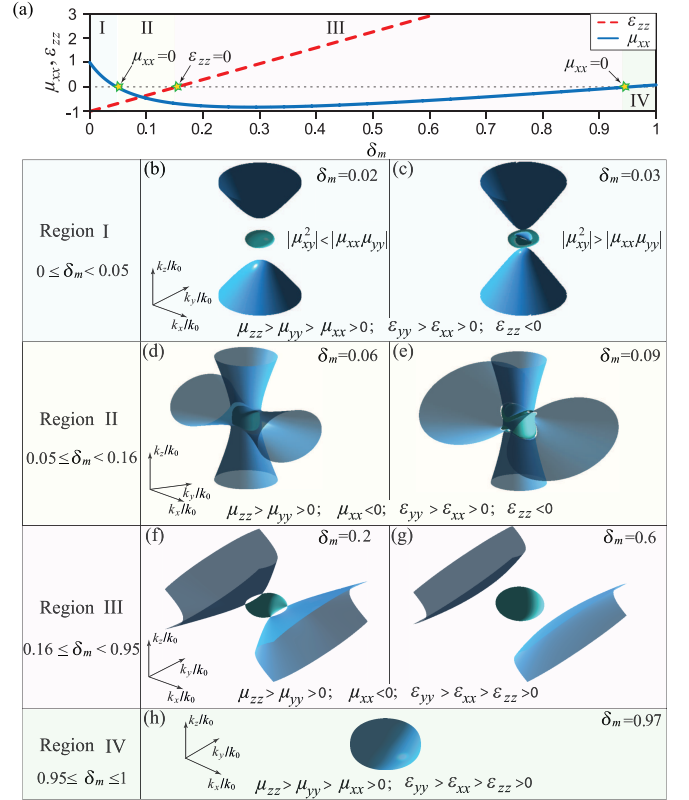 (a)
I II III
μxx=0 εzz=0 μxx=0
εzz
μxx
IV
μxx, εzz
3
2
1
0
-1
0 0.1 0.2 0.3 0.4 0.5 0.6 0.7 0.8 0.9 1
δm
Region I
0 ≤ δm < 0.05
(b) δm=0.02
|μ²xy|<|μxxμyy|
(c) δm=0.03
|μ²xy|>|μxxμyy|
kz/k0
ky/k0
kx/k0
μzz> μyy> μxx>0; εyy> εxx>0; εzz<0
Region II
0.05 ≤ δm < 0.16
(d) δm=0.06
(e) δm=0.09
kz/k0
ky/k0
kx/k0
μzz> μyy>0; μxx<0; εyy> εxx>0; εzz<0
Region III
0.16 ≤ δm < 0.95
(f) δm=0.2
(g) δm=0.6
kz/k0
ky/k0
kx/k0
μzz> μyy>0; μxx<0; εyy> εxx> εzz>0
Region IV
0.95≤ δm ≤1
(h) δm=0.97
kz/k0
ky/k0
kx/k0
μzz> μyy> μxx>0; εyy> εxx> εzz>0